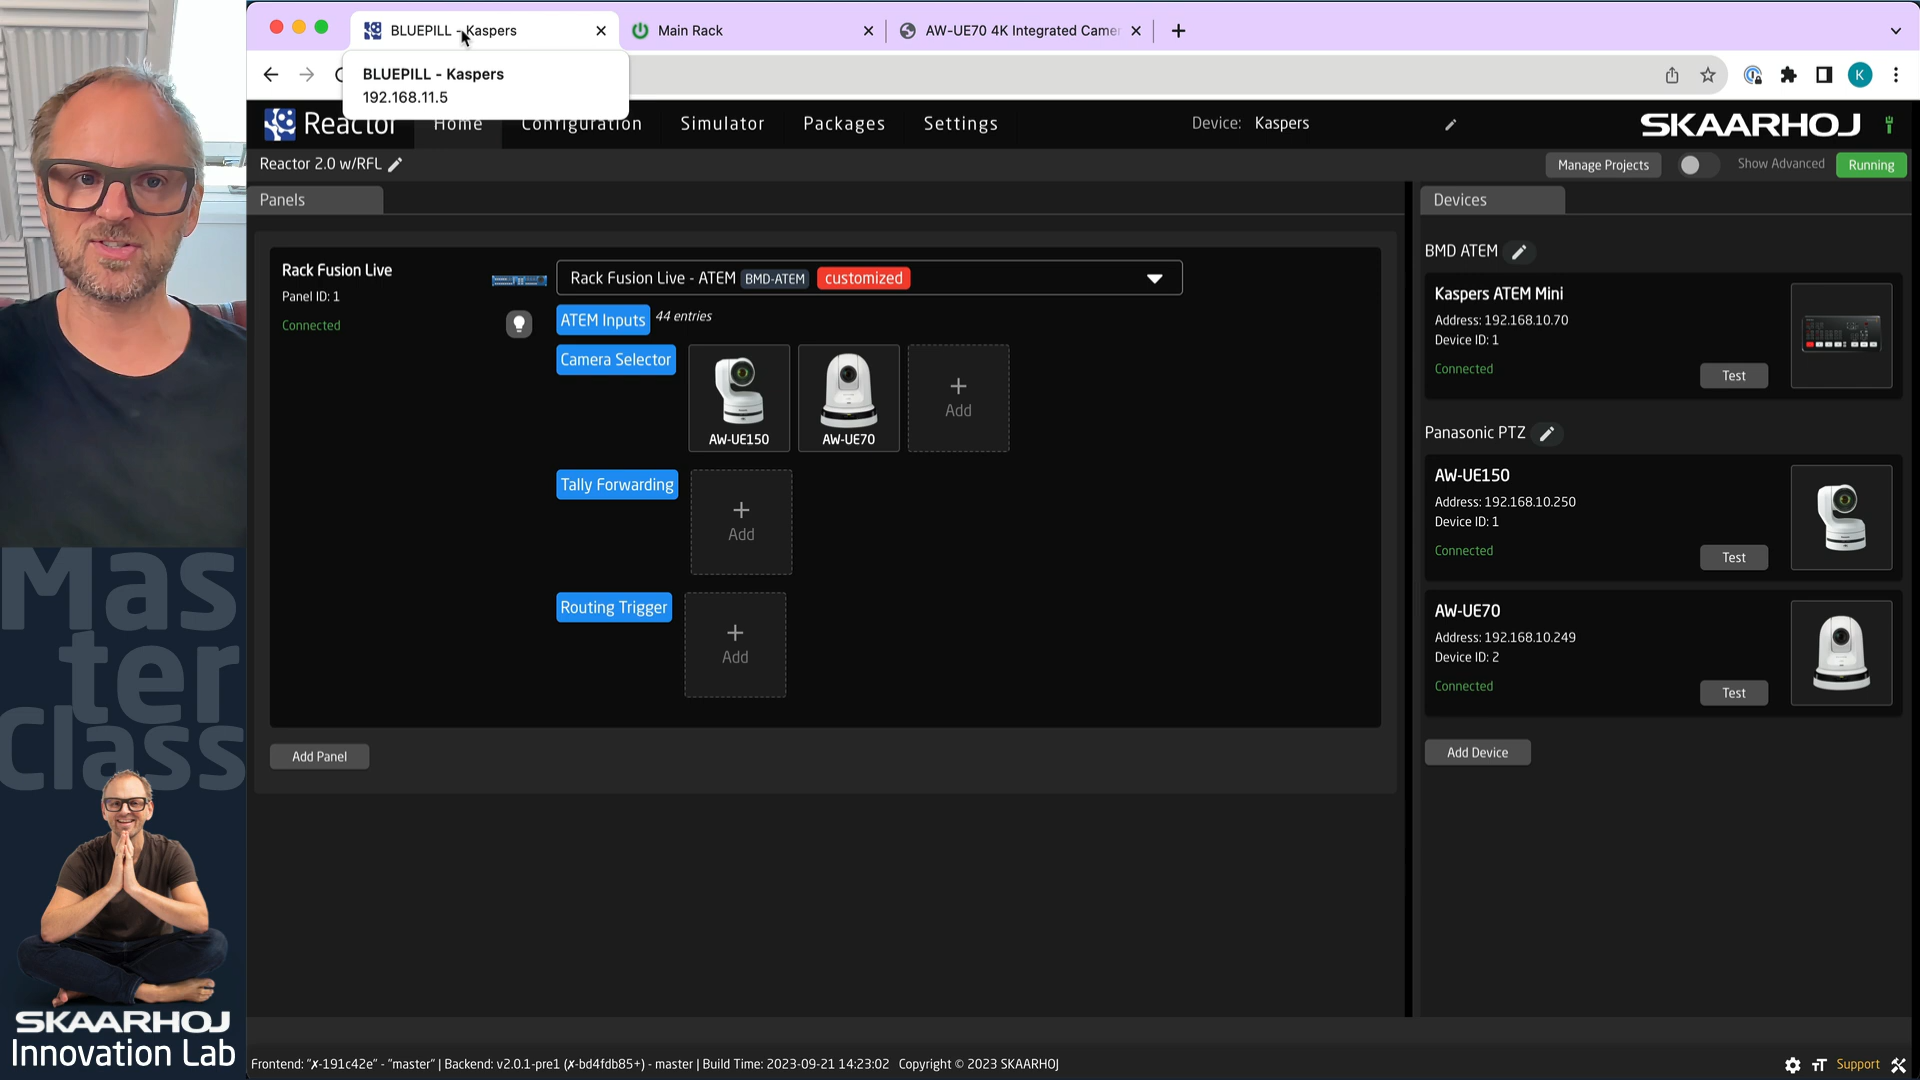 BLUEPILL - Kaspers
Main Rack
AW-UE70 4K Integrated Camer
BLUEPILL - Kaspers
192.168.11.5
K
Reactor
Home
Configuration
Simulator
Packages
Settings
Device: Kaspers
SKAARHOJ
Reactor 2.0 w/RFL
Manage Projects
Show Advanced
Running
Panels
Devices
Rack Fusion Live
Panel ID: 1
Connected
Rack Fusion Live - ATEM BMD-ATEM customized
ATEM Inputs 44 entries
Camera Selector
AW-UE150
AW-UE70
+
Add
Tally Forwarding
+
Add
Routing Trigger
+
Add
Add Panel
BMD ATEM
Kaspers ATEM Mini
Address: 192.168.10.70
Device ID: 1
Connected
Test
Panasonic PTZ
AW-UE150
Address: 192.168.10.250
Device ID: 1
Connected
Test
AW-UE70
Address: 192.168.10.249
Device ID: 2
Connected
Test
Add Device
Mas
ter
Class
SKAARHOJ
Innovation Lab
Frontend: "✗-191c42e" - "master" | Backend: v2.0.1-pre1 (✗-bd4fdb85+) - master | Build Time: 2023-09-21 14:23:02 Copyright © 2023 SKAARHOJ
Support